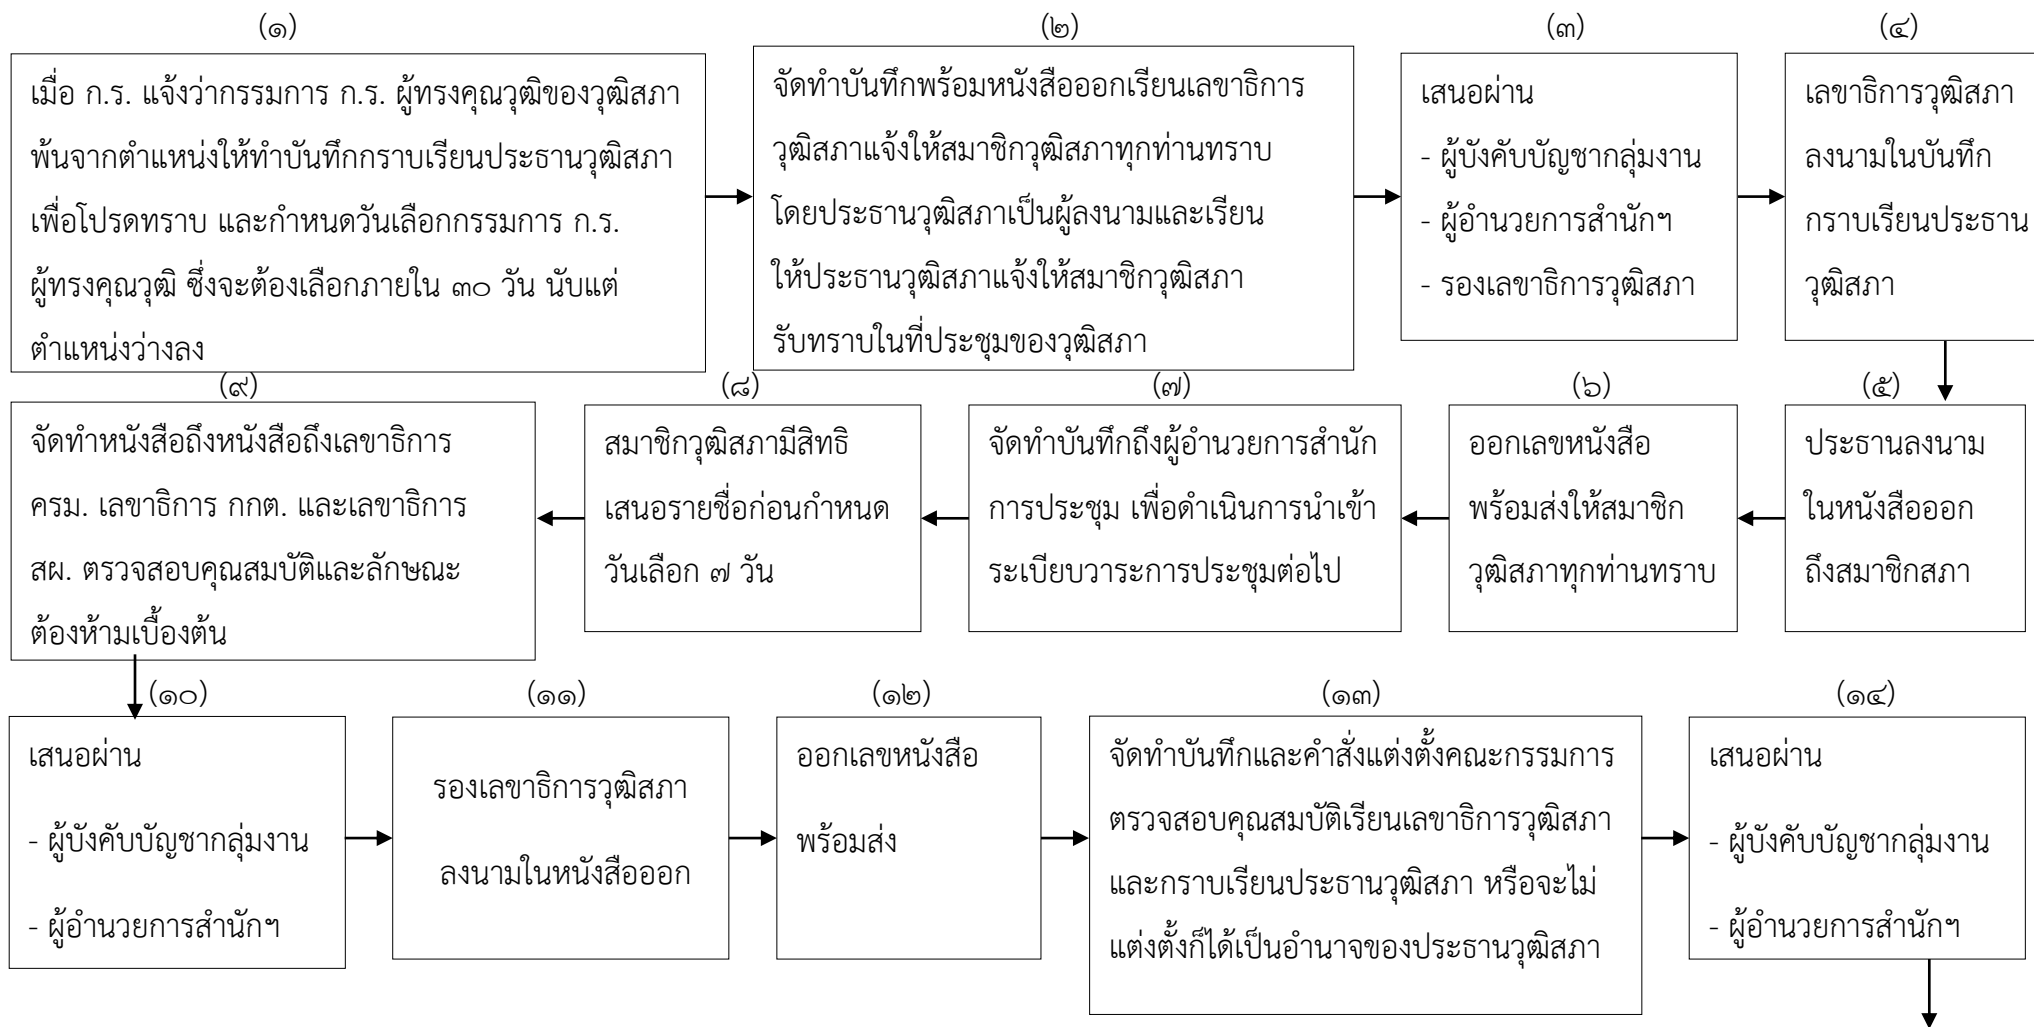 (๑)
เมื่อ ก.ร. แจ้งว่ากรรมการ ก.ร. ผู้ทรงคุณวุฒิของวุฒิสภา
พ้นจากตำแหน่งให้ทำบันทึกกราบเรียนประธานวุฒิสภา
เพื่อโปรดทราบ และกำหนดวันเลือกกรรมการ ก.ร.
ผู้ทรงคุณวุฒิ ซึ่งจะต้องเลือกภายใน ๓๐ วัน นับแต่
ตำแหน่งว่างลง
(๒)
จัดทำบันทึกพร้อมหนังสือออกเรียนเลขาธิการ
วุฒิสภาแจ้งให้สมาชิกวุฒิสภาทุกท่านทราบ
โดยประธานวุฒิสภาเป็นผู้ลงนามและเรียน
ให้ประธานวุฒิสภาแจ้งให้สมาชิกวุฒิสภา
รับทราบในที่ประชุมของวุฒิสภา
(๓)
เสนอผ่าน
- ผู้บังคับบัญชากลุ่มงาน
- ผู้อำนวยการสำนักฯ
- รองเลขาธิการวุฒิสภา
(๔)
เลขาธิการวุฒิสภา
ลงนามในบันทึก
กราบเรียนประธาน
วุฒิสภา
(๕)
ประธานลงนาม
ในหนังสือออก
ถึงสมาชิกสภา
(๖)
ออกเลขหนังสือ
พร้อมส่งให้สมาชิก
วุฒิสภาทุกท่านทราบ
(๗)
จัดทำบันทึกถึงผู้อำนวยการสำนัก
การประชุม เพื่อดำเนินการนำเข้า
ระเบียบวาระการประชุมต่อไป
(๘)
สมาชิกวุฒิสภามีสิทธิ
เสนอรายชื่อก่อนกำหนด
วันเลือก ๗ วัน
(๙)
จัดทำหนังสือถึงหนังสือถึงเลขาธิการ
ครม. เลขาธิการ กกต. และเลขาธิการ
สผ. ตรวจสอบคุณสมบัติและลักษณะ
ต้องห้ามเบื้องต้น
(๑๐)
เสนอผ่าน
- ผู้บังคับบัญชากลุ่มงาน
- ผู้อำนวยการสำนักฯ
(๑๑)
รองเลขาธิการวุฒิสภา
ลงนามในหนังสือออก
(๑๒)
ออกเลขหนังสือ
พร้อมส่ง
(๑๓)
จัดทำบันทึกและคำสั่งแต่งตั้งคณะกรรมการ
ตรวจสอบคุณสมบัติเรียนเลขาธิการวุฒิสภา
และกราบเรียนประธานวุฒิสภา หรือจะไม่
แต่งตั้งก็ได้เป็นอำนาจของประธานวุฒิสภา
(๑๔)
เสนอผ่าน
- ผู้บังคับบัญชากลุ่มงาน
- ผู้อำนวยการสำนักฯ